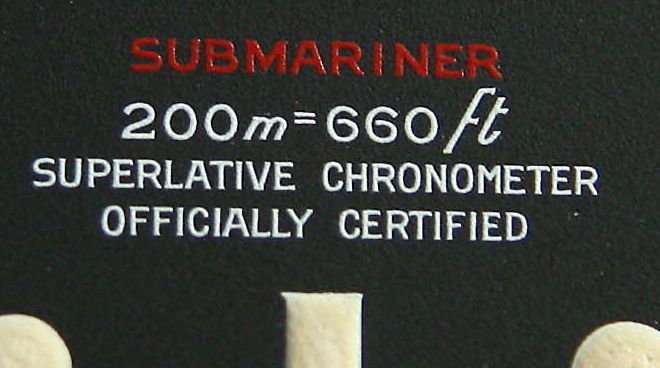 SUBMARINER
200m=660ft
SUPERLATIVE CHRONOMETER
OFFICIALLY CERTIFIED